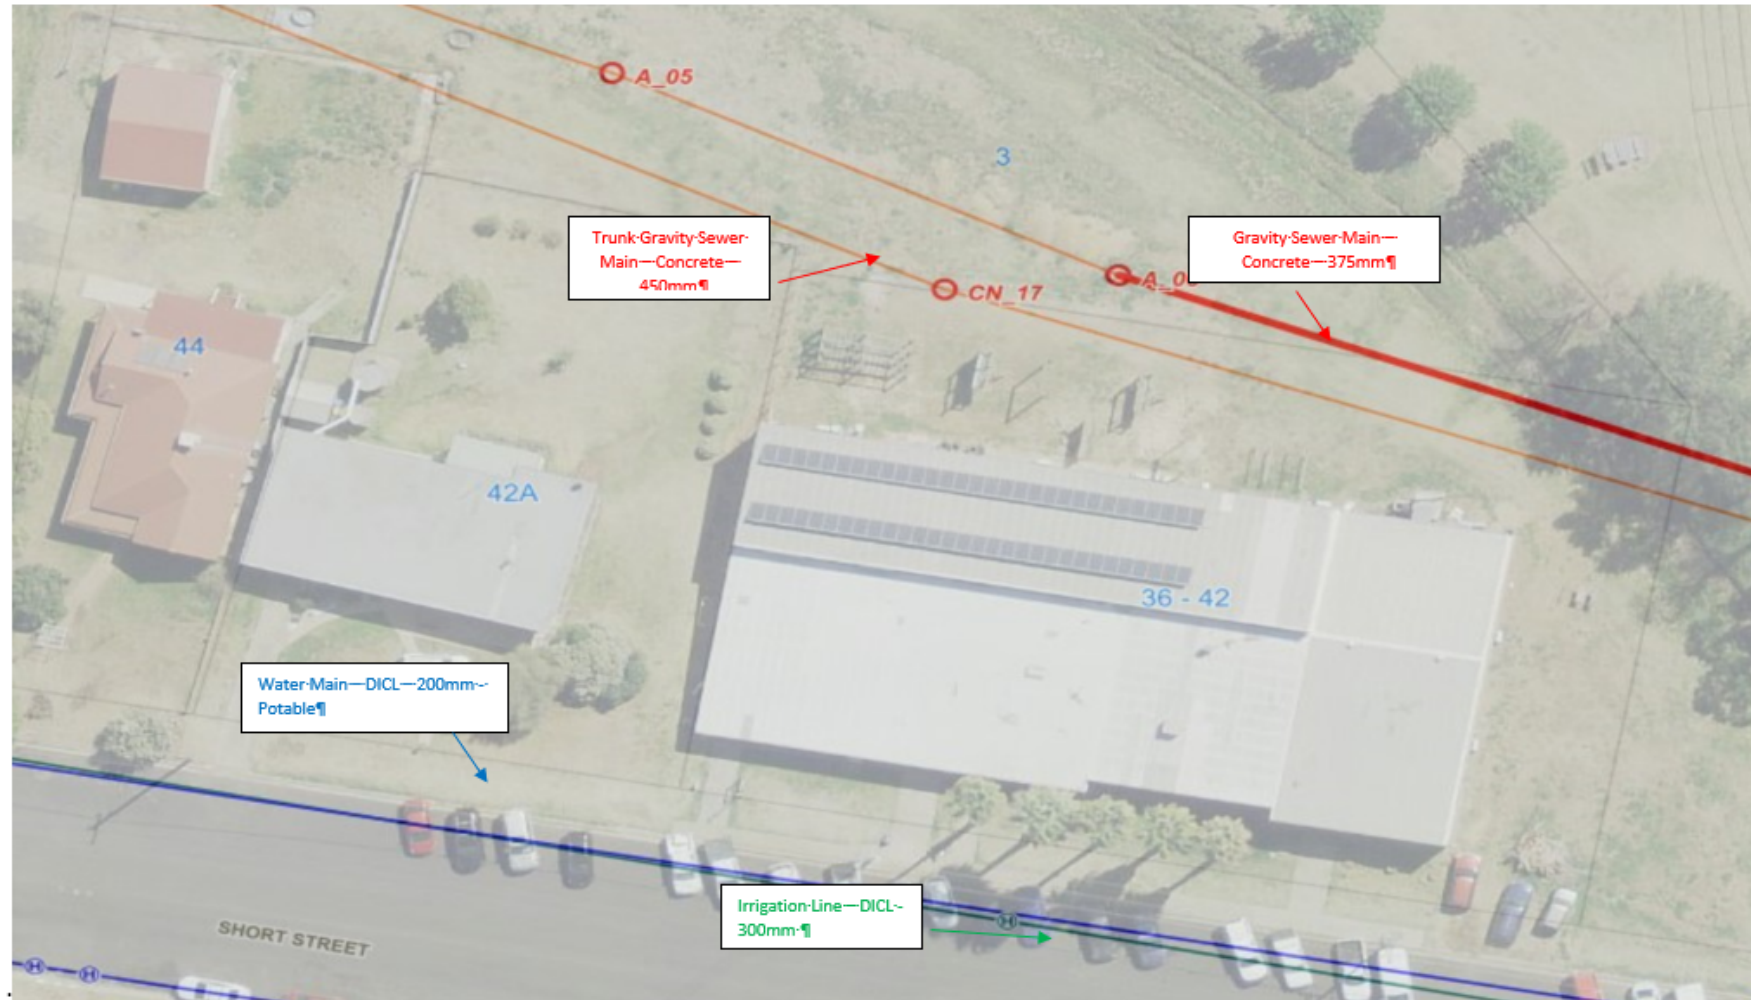 A_05
3
Trunk·Gravity·Sewer·
Main·—·Concrete·—·
450mm¶
Gravity·Sewer·Main·—·
Concrete·—·375mm¶
CN_17
44
42A
36 - 42
Water·Main·—·DICL·—·200mm·-·
Potable¶
Irrigation·Line·—·DICL·-·
300mm·¶
H
SHORT STREET
H
H